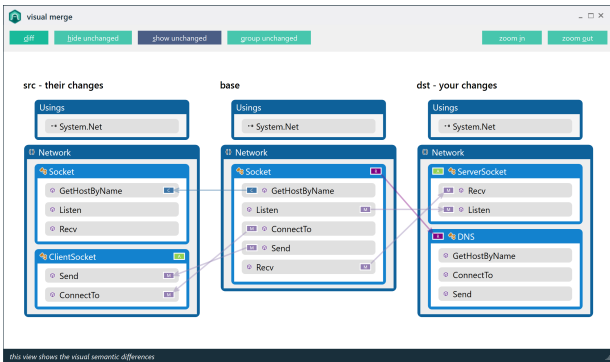 visual merge
diff hide unchanged show unchanged group unchanged zoom in zoom out
src - their changes base dst - your changes
Usings Usings Usings
System.Net System.Net System.Net
Network Network Network
Socket Socket R ServerSocket
GetHostByName C C GetHostByName M Recv
Listen Listen M M Listen
Recv M ConnectTo R DNS
ClientSocket M Send GetHostByName
Send M Recv M ConnectTo
ConnectTo M Send
this view shows the visual semantic differences